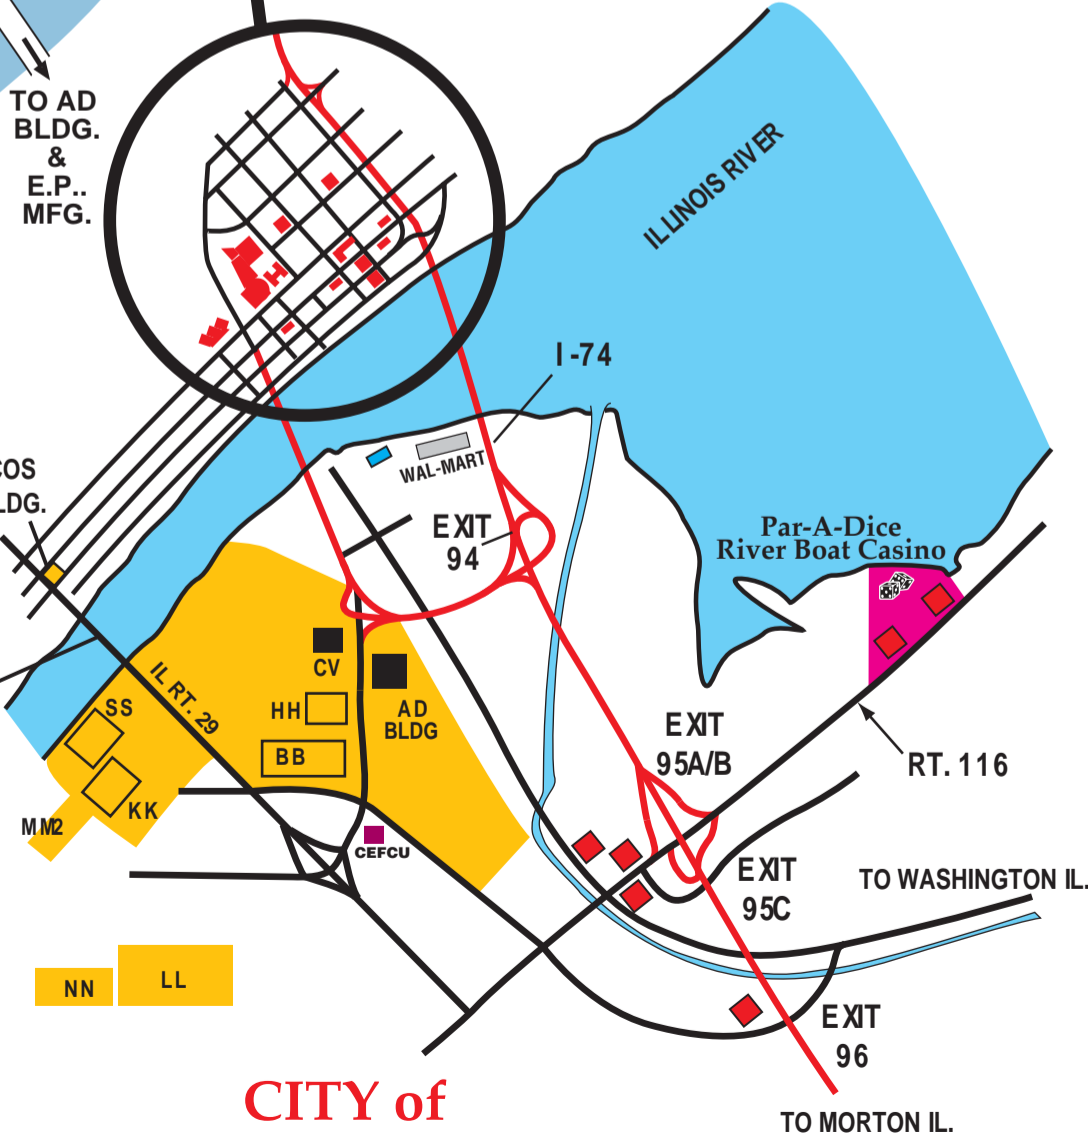 TO AD
BLDG.
&
E.P..
MFG.
ILLINOIS RIVER
I-74
WAL-MART
COS
LDG.
EXIT
94
Par-A-Dice
River Boat Casino
IL RT. 29
CV
HH
AD
BLDG
BB
SS
KK
MM2
CEFCU
EXIT
95A/B
RT. 116
EXIT
95C
TO WASHINGTON IL.
NN
LL
EXIT
96
CITY of
TO MORTON IL.